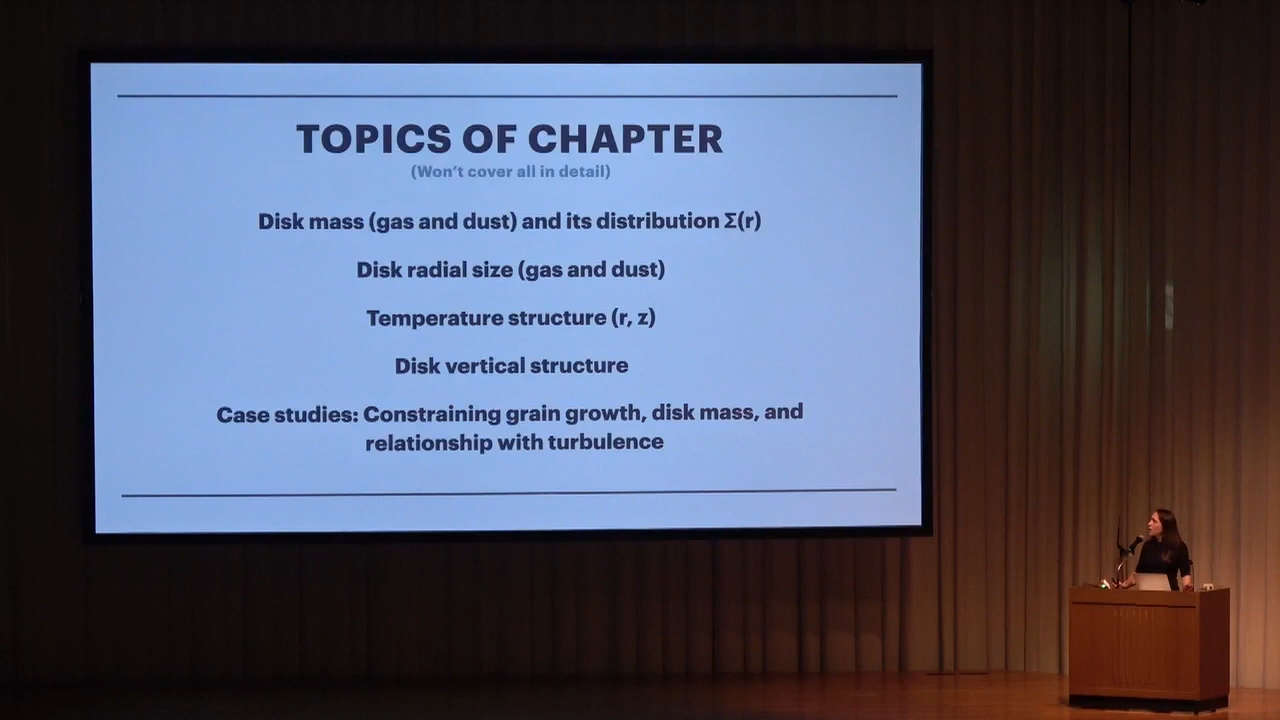 TOPICS OF CHAPTER
(Won't cover all in detail)
Disk mass (gas and dust) and its distribution Σ(r)
Disk radial size (gas and dust)
Temperature structure (r, z)
Disk vertical structure
Case studies: Constraining grain growth, disk mass, and
relationship with turbulence